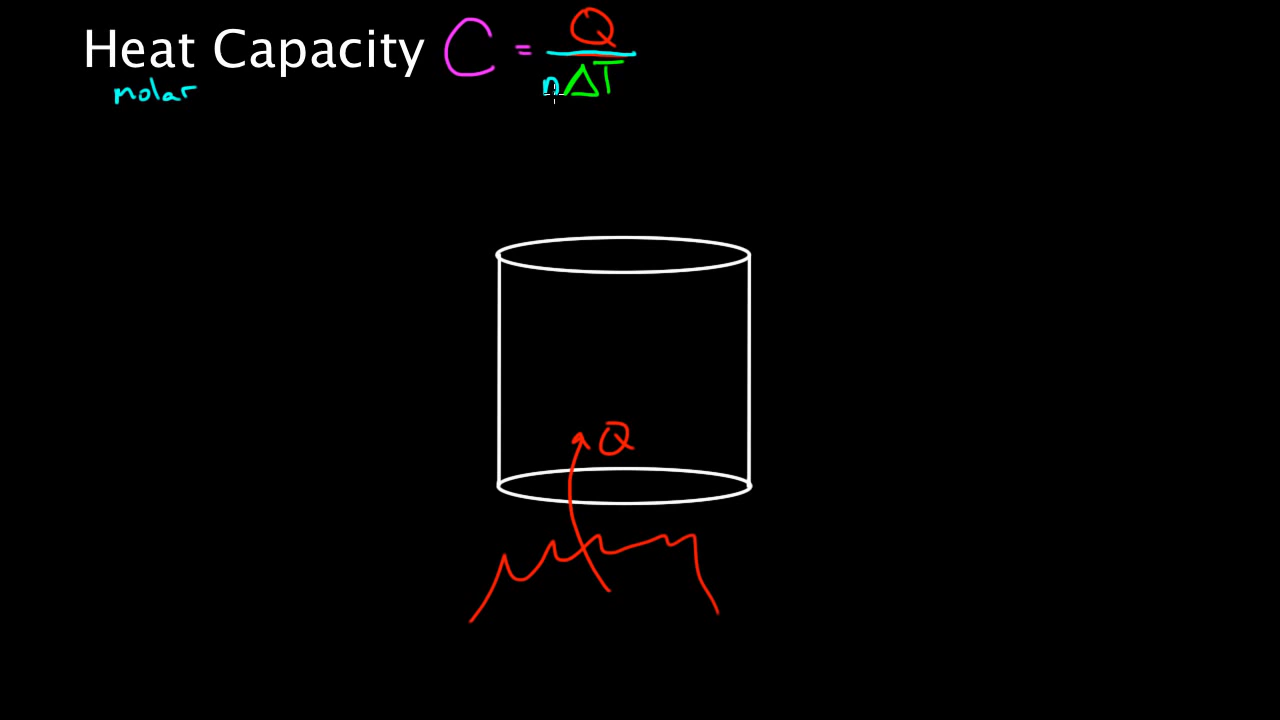 Heat Capacity C = Q / nΔT
molar
Q